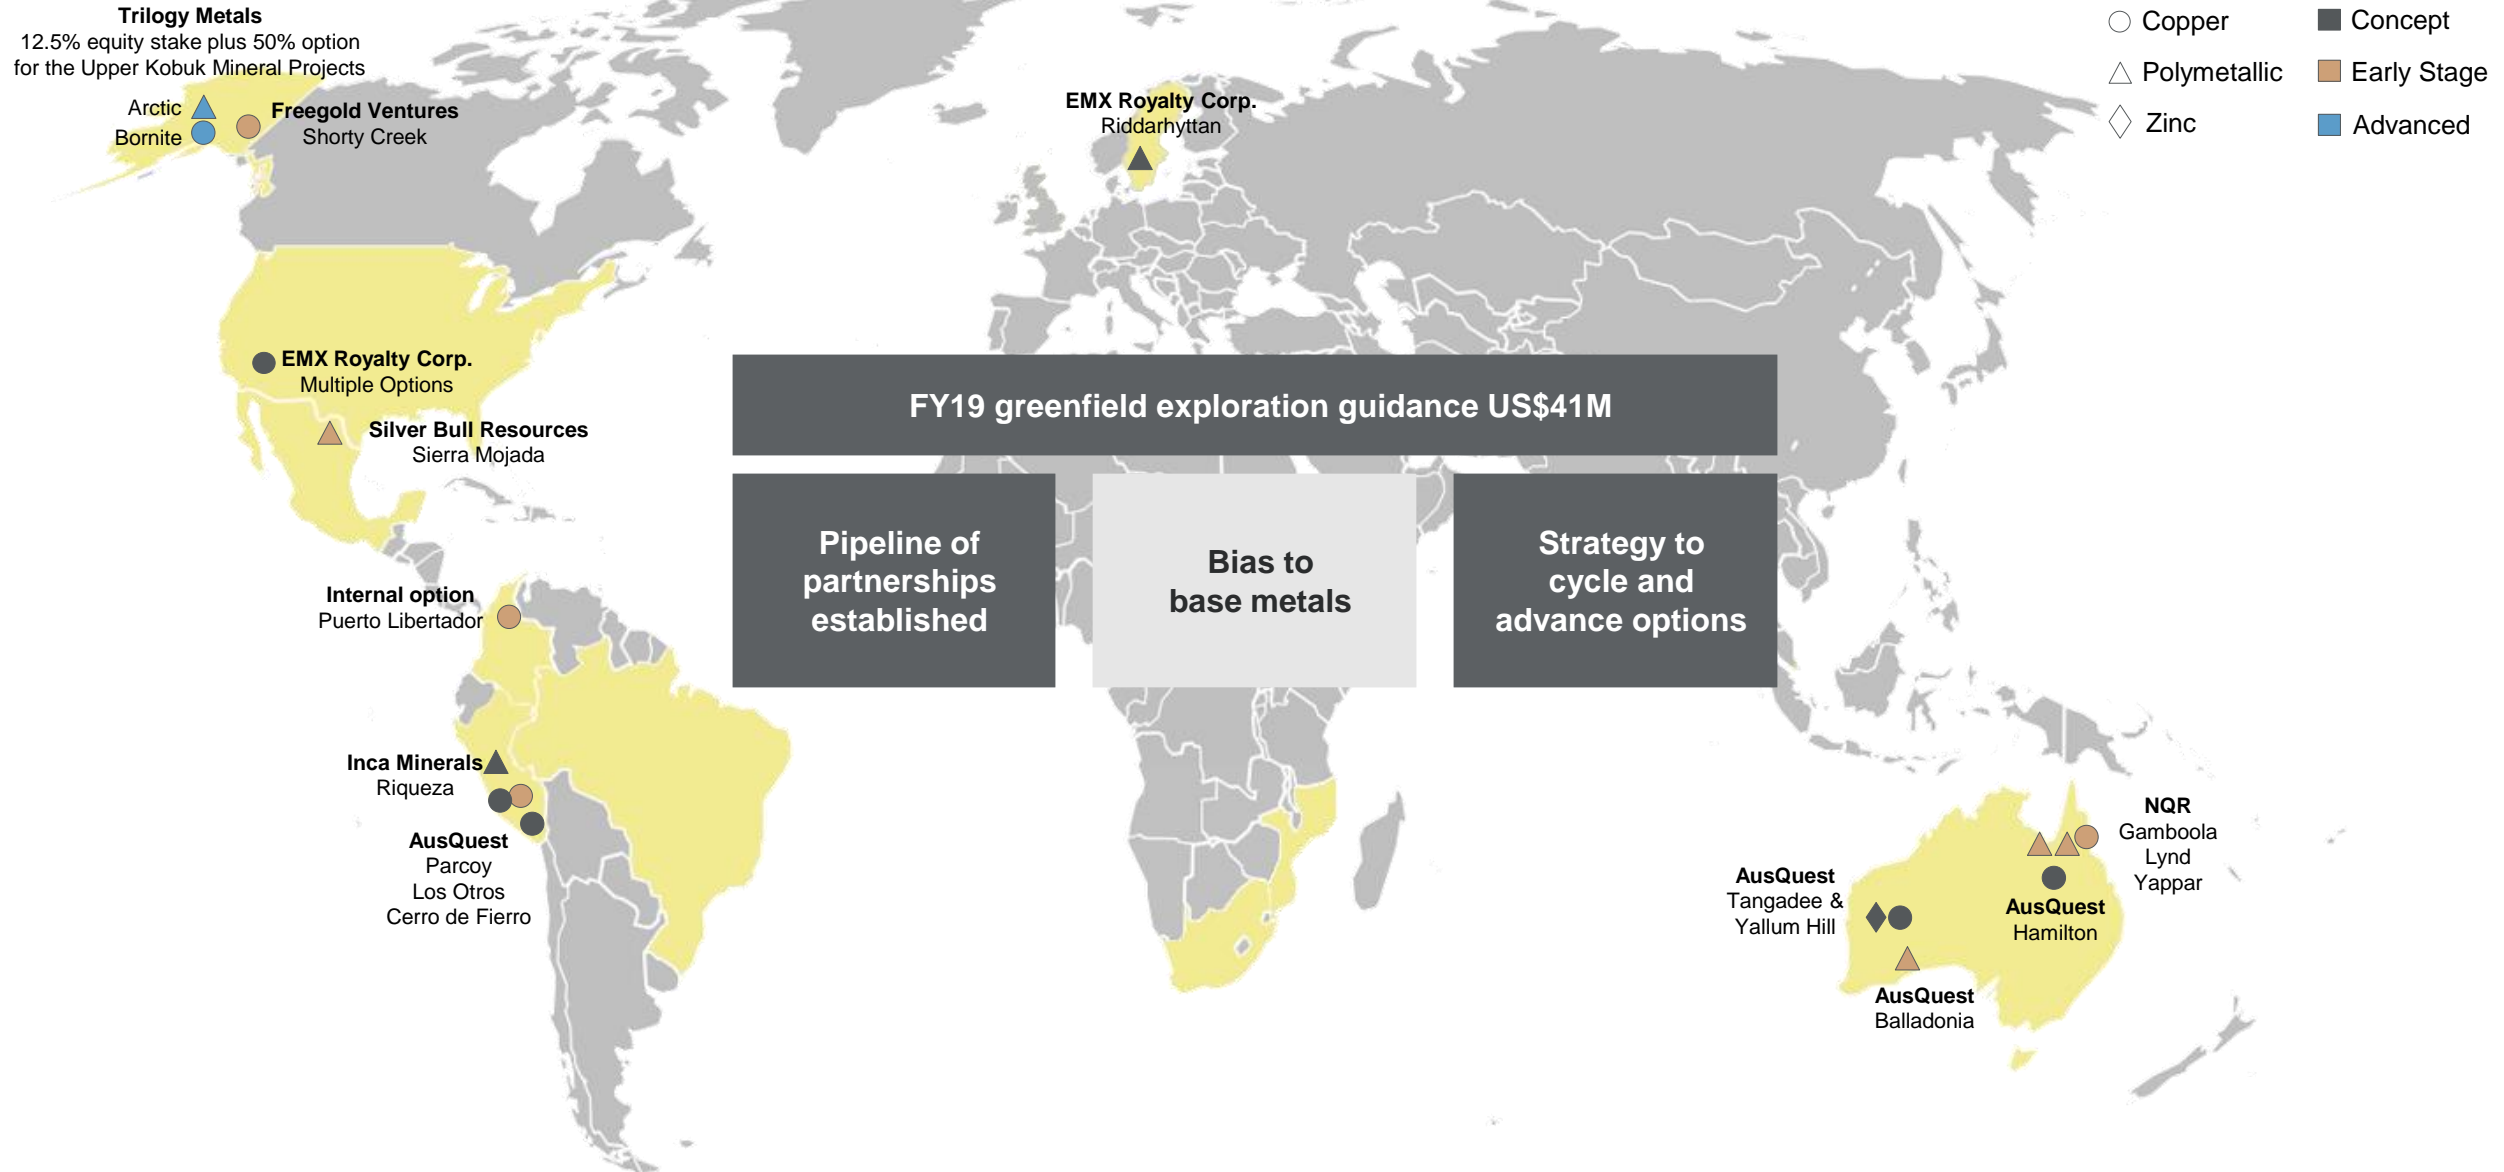 Trilogy Metals
12.5% equity stake plus 50% option
for the Upper Kobuk Mineral Projects
Arctic
Bornite
Freegold Ventures
Shorty Creek
EMX Royalty Corp.
Riddarhyttan
Copper
Polymetallic
Zinc
Concept
Early Stage
Advanced
EMX Royalty Corp.
Multiple Options
Silver Bull Resources
Sierra Mojada
FY19 greenfield exploration guidance US$41M
Pipeline of
partnerships
established
Bias to
base metals
Strategy to
cycle and
advance options
Internal option
Puerto Libertador
Inca Minerals
Riqueza
AusQuest
Parcoy
Los Otros
Cerro de Fierro
AusQuest
Tangadee &
Yallum Hill
NQR
Gamboola
Lynd
Yappar
AusQuest
Hamilton
AusQuest
Balladonia